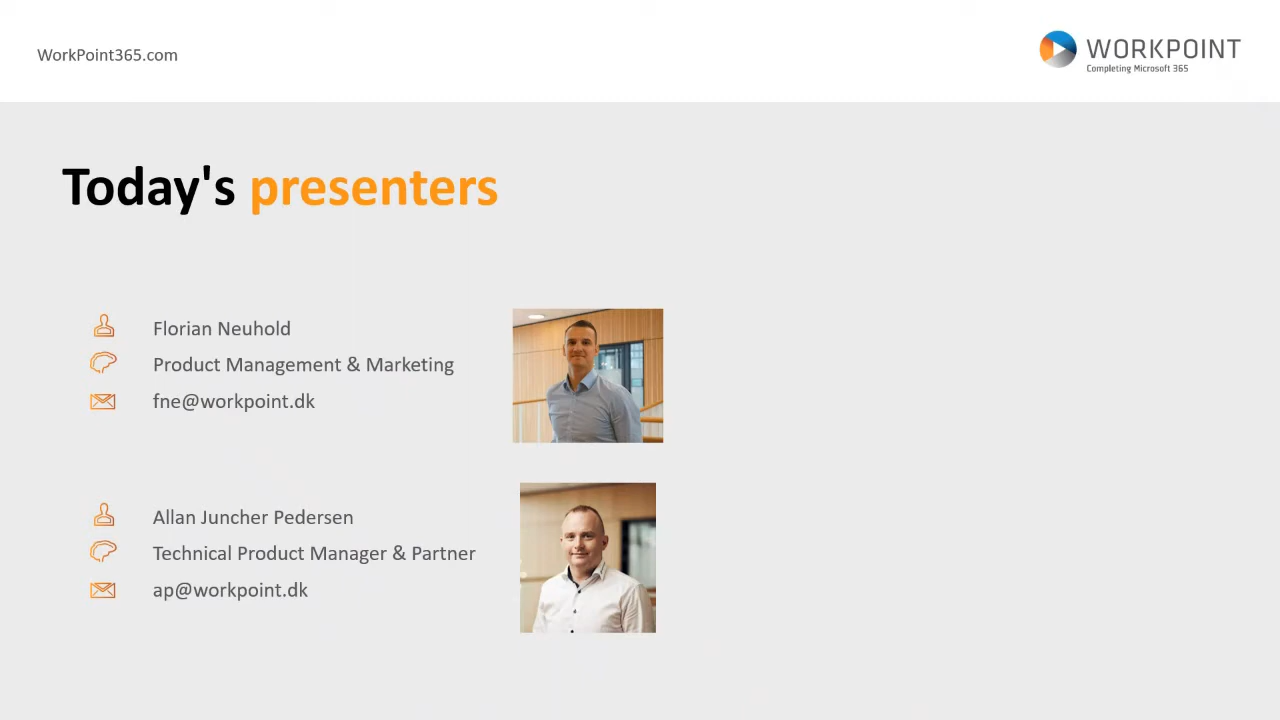 WorkPoint365.com
WORKPOINT
Completing Microsoft 365
Today's presenters
Florian Neuhold
Product Management & Marketing
fne@workpoint.dk
Allan Juncher Pedersen
Technical Product Manager & Partner
ap@workpoint.dk